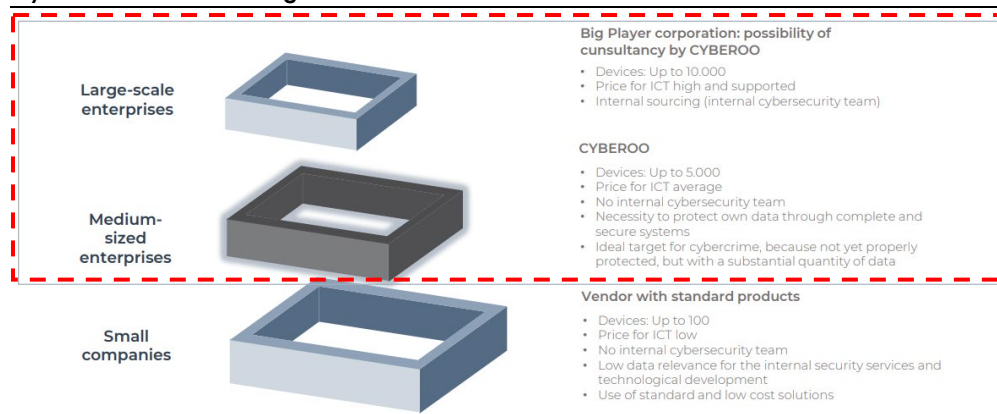 Large-scale
enterprises
Big Player corporation: possibility of
cunsultancy by CYBEROO
• Devices: Up to 10.000
• Price for ICT high and supported
• Internal sourcing (internal cybersecurity team)
Medium-
sized
enterprises
CYBEROO
• Devices: Up to 5.000
• Price for ICT average
• No internal cybersecurity team
• Necessity to protect own data through complete and
secure systems
• Ideal target for cybercrime, because not yet properly
protected, but with a substantial quantity of data
Small
companies
Vendor with standard products
• Devices: Up to 100
• Price for ICT low
• No internal cybersecurity team
• Low data relevance for the internal security services and
technological development
• Use of standard and low cost solutions